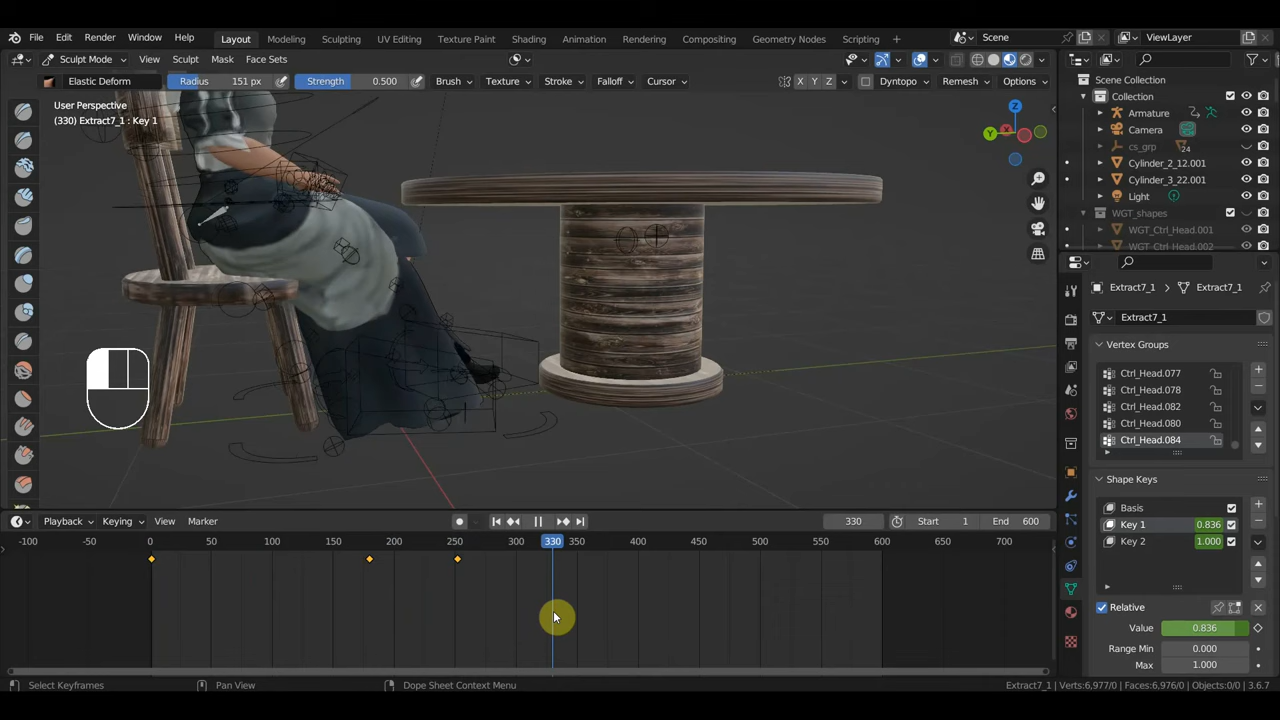 File Edit Render Window Help Layout Modeling Sculpting UV Editing Texture Paint Shading Animation Rendering Compositing Geometry Nodes Scripting + Scene ViewLayer
Sculpt Mode View Sculpt Mask Face Sets
Elastic Deform Radius 151 px Strength 0.500 Brush Texture Stroke Falloff Cursor X Y Z Dyntopo Remesh Options
User Perspective
(330) Extract7_1 : Key 1
Z
Y
Scene Collection
Collection
Armature
Camera
cs_grp 24
Cylinder_2_12.001
Cylinder_3_22.001
Light
WGT_shapes
WGT_Ctrl_Head.001
WGT_Ctrl_Head.002
Extract7_1 > Extract7_1
Extract7_1
Vertex Groups
Ctrl_Head.077
Ctrl_Head.078
Ctrl_Head.082
Ctrl_Head.080
Ctrl_Head.084
Shape Keys
Basis
Key 1 0.836
Key 2 1.000
Relative
Value 0.836
Range Min 0.000
Max 1.000
Playback Keying View Marker 330 Start 1 End 600
-100 -50 0 50 100 150 200 250 300 330 350 400 450 500 550 600 650 700
Select Keyframes Pan View Dope Sheet Context Menu Extract7_1 | Verts:6,977/0 | Faces:6,976/0 | Objects:0/0 | 3.6.7